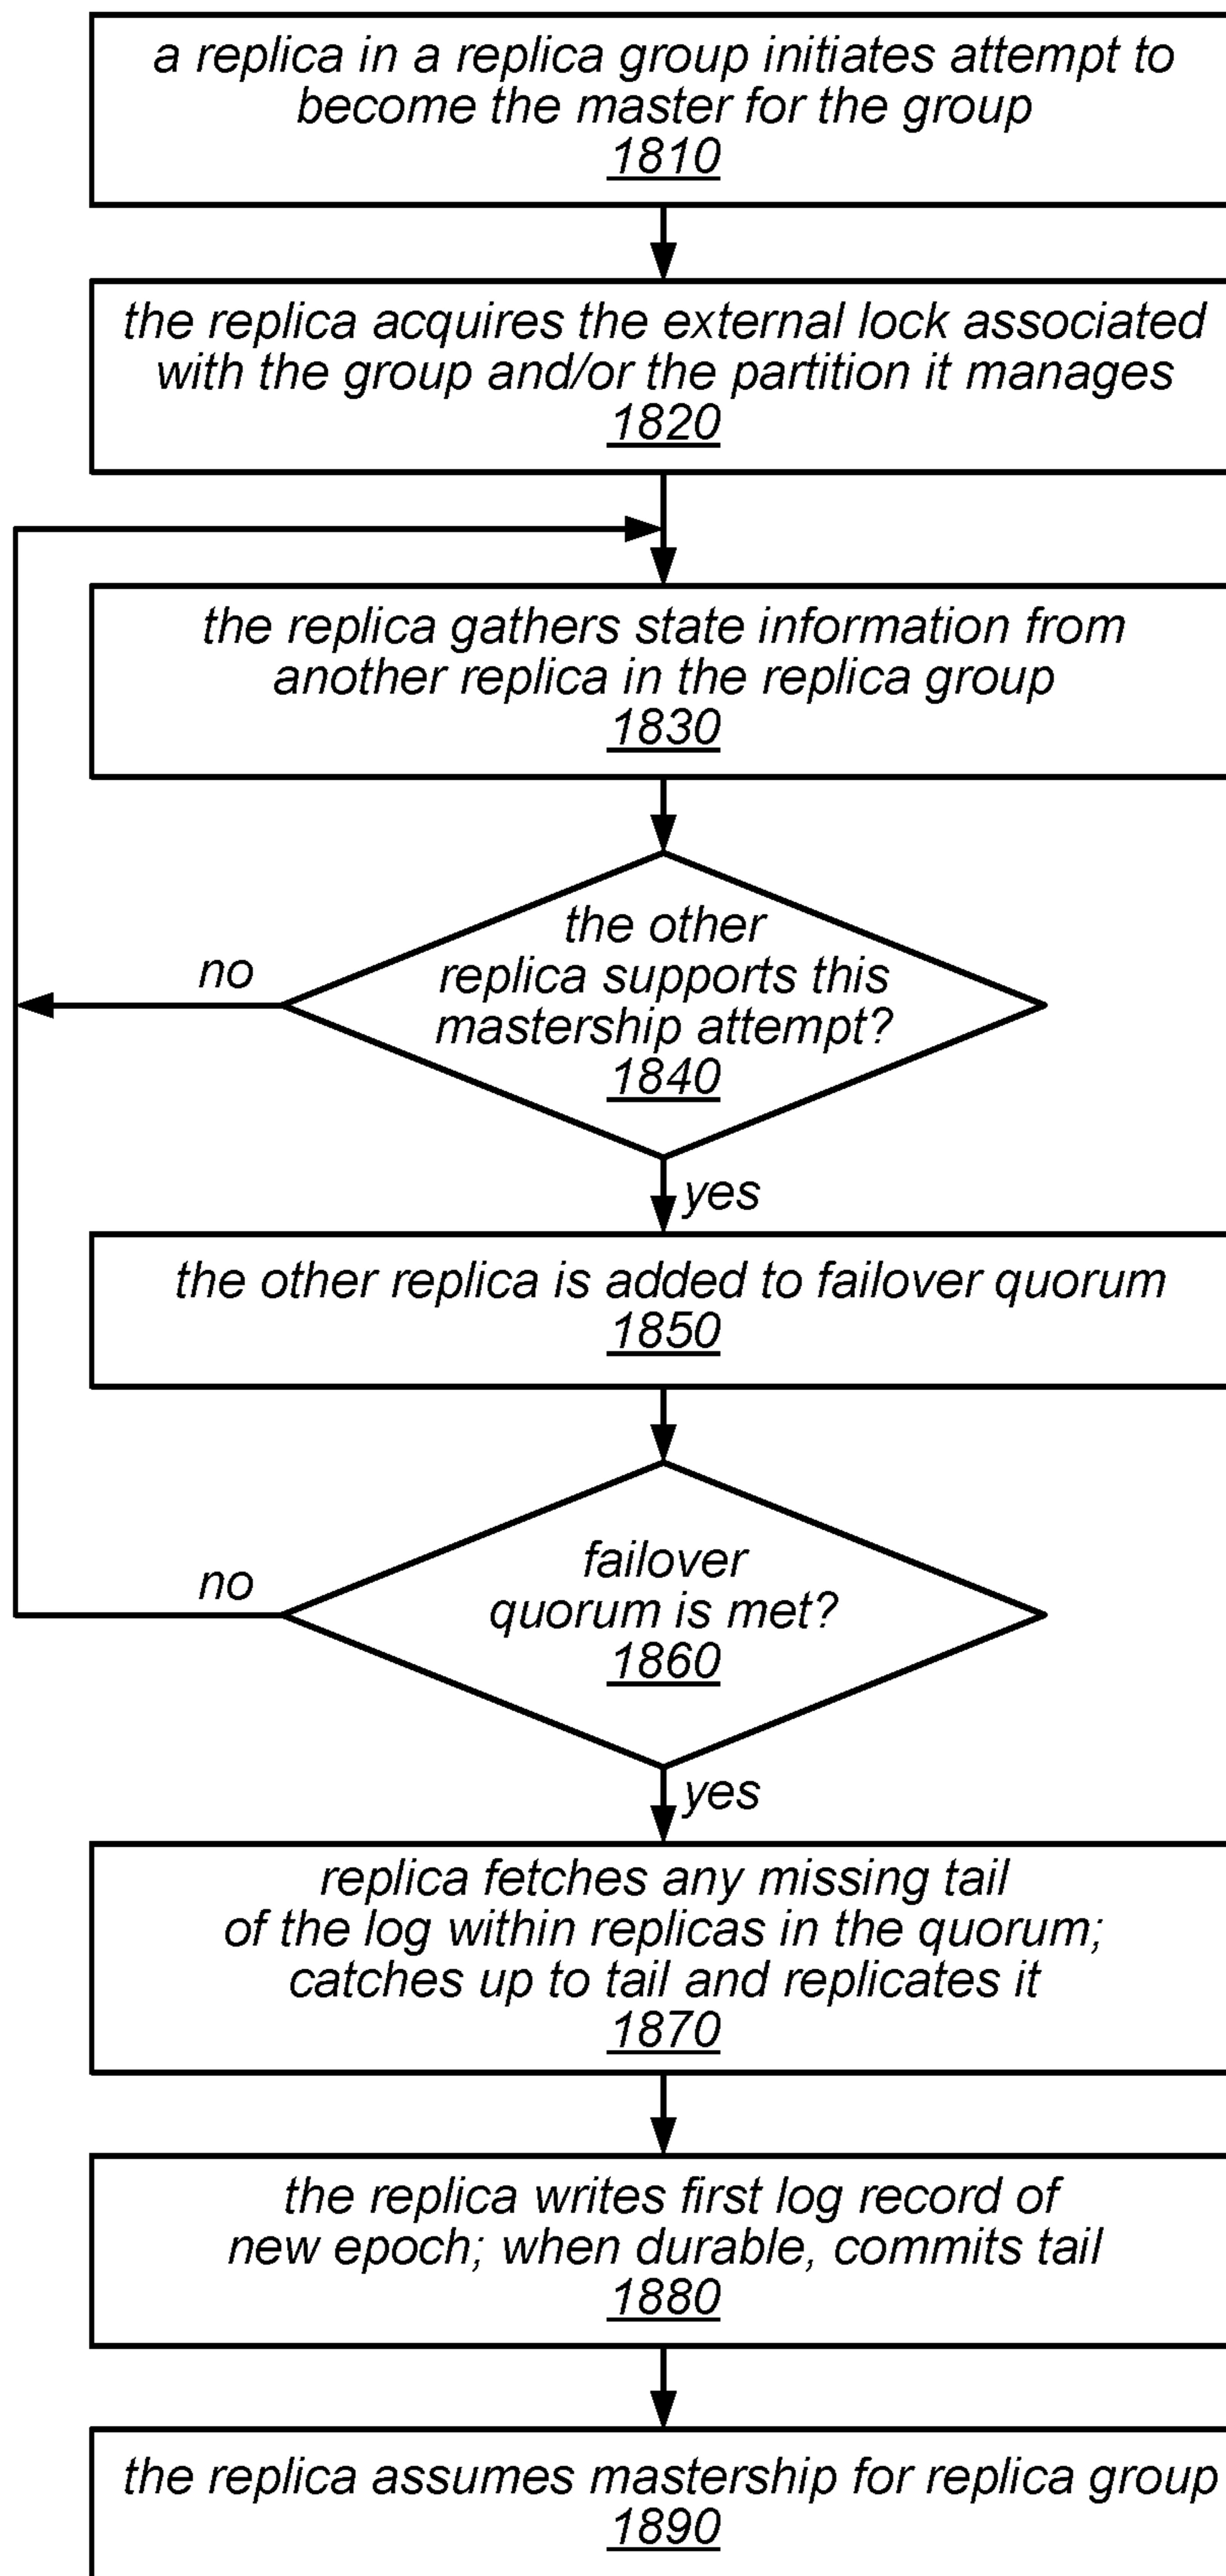 a replica in a replica group initiates attempt to
become the master for the group
1810
the replica acquires the external lock associated
with the group and/or the partition it manages
1820
the replica gathers state information from
another replica in the replica group
1830
the other
replica supports this
mastership attempt?
1840
no
yes
the other replica is added to failover quorum
1850
failover
quorum is met?
1860
no
yes
replica fetches any missing tail
of the log within replicas in the quorum;
catches up to tail and replicates it
1870
the replica writes first log record of
new epoch; when durable, commits tail
1880
the replica assumes mastership for replica group
1890